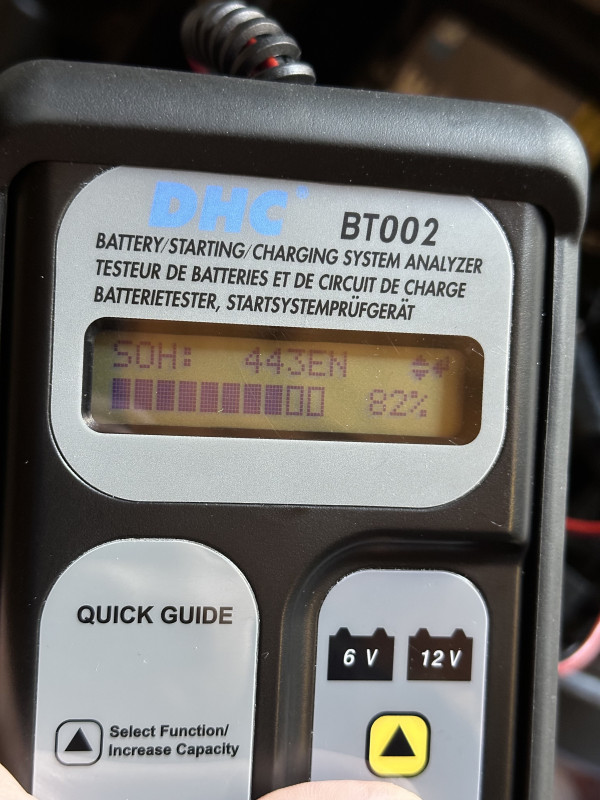 DHC®
BT002
BATTERY/STARTING/CHARGING SYSTEM ANALYZER
TESTEUR DE BATTERIES ET DE CIRCUIT DE CHARGE
BATTERIETESTER, STARTSYSTEMPRÜFGERÄT
SOH: 443EN
82%
QUICK GUIDE
6 V
12 V
Select Function/
Increase Capacity